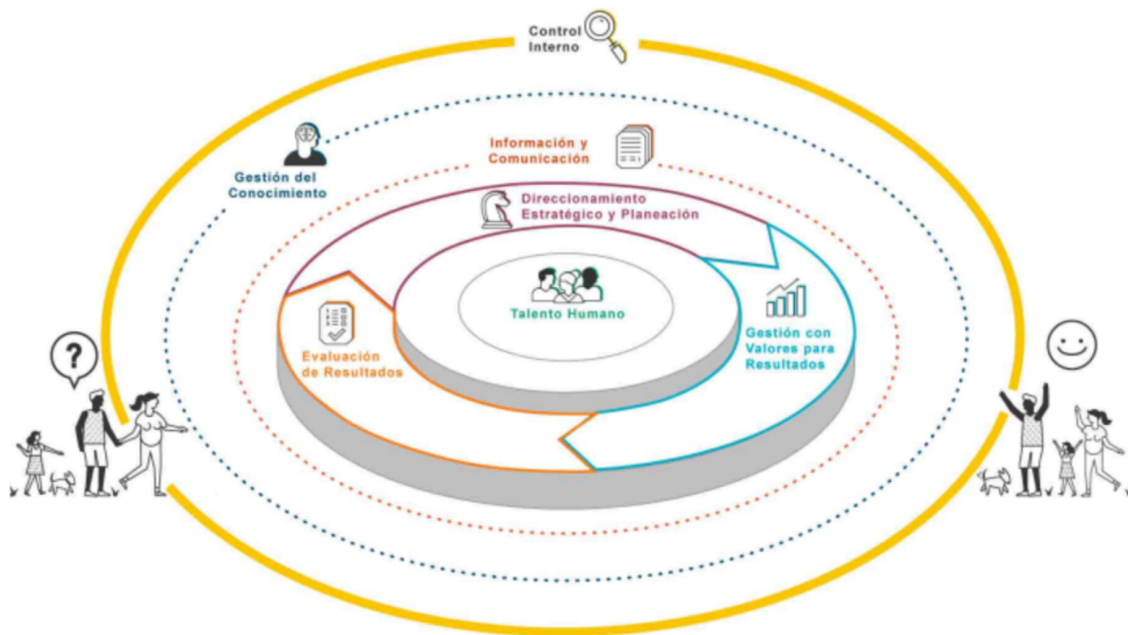 Control
Interno
Gestión del
Conocimiento
Información y
Comunicación
Direccionamiento
Estratégico y Planeación
Talento Humano
Gestión con
Valores para
Resultados
Evaluación
de Resultados
?